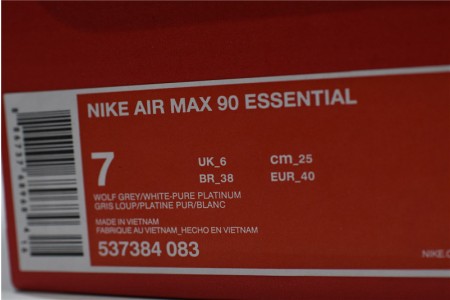 NIKE AIR MAX 90 ESSENTIAL
7
UK_6 cm_25
BR_38 EUR_40
WOLF GREY/WHITE-PURE PLATINUM
GRIS LOUP/PLATINE PUR/BLANC
MADE IN VIETNAM
FABRIQUE AU VIETNAM_HECHO EN VIETNAM
537384 083
NIKE.C